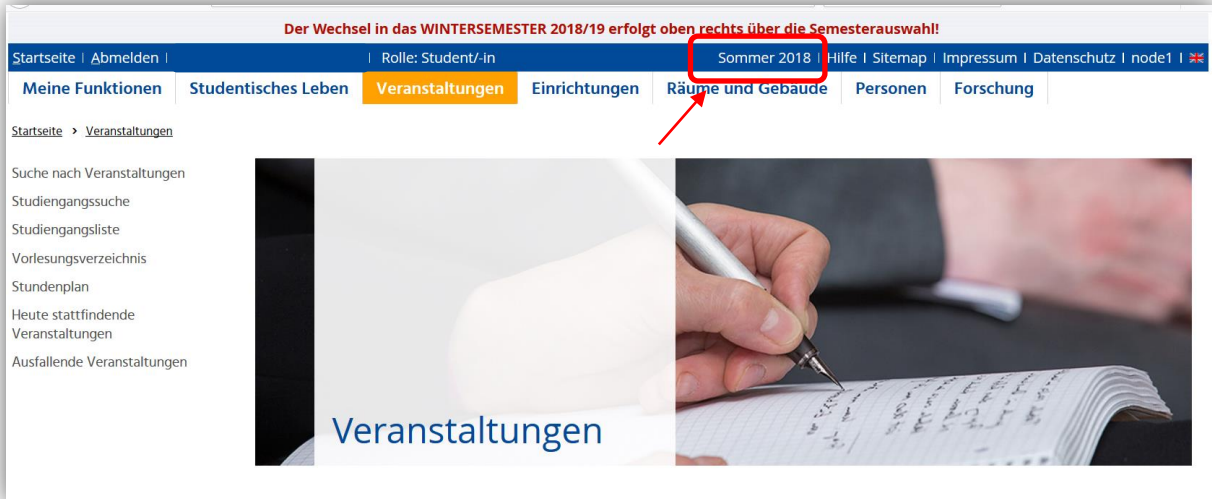 Der Wechsel in das WINTERSEMESTER 2018/19 erfolgt oben rechts über die Semesterauswahl!
Startseite | Abmelden | | Rolle: Student/-in Sommer 2018 | Hilfe | Sitemap | Impressum | Datenschutz | node1 |
Meine Funktionen Studentisches Leben Veranstaltungen Einrichtungen Räume und Gebäude Personen Forschung
Startseite > Veranstaltungen
Suche nach Veranstaltungen
Studiengangssuche
Studiengangsliste
Vorlesungsverzeichnis
Stundenplan
Heute stattfindende
Veranstaltungen
Ausfallende Veranstaltungen
Veranstaltungen